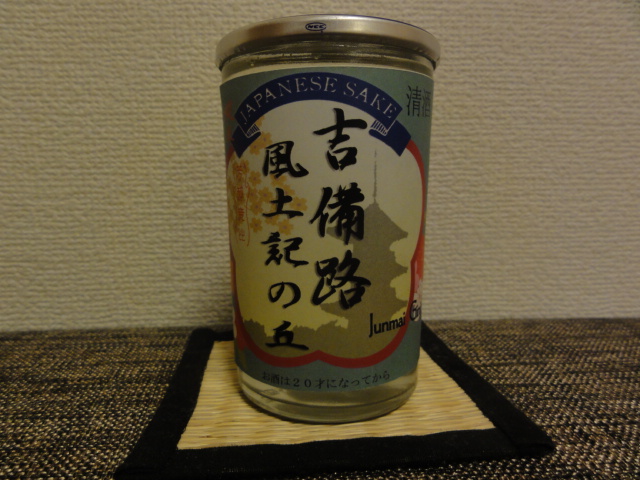 JAPANESE SAKE
清酒
吉備路
風土記の丘
Junmai
お酒は20才になってから